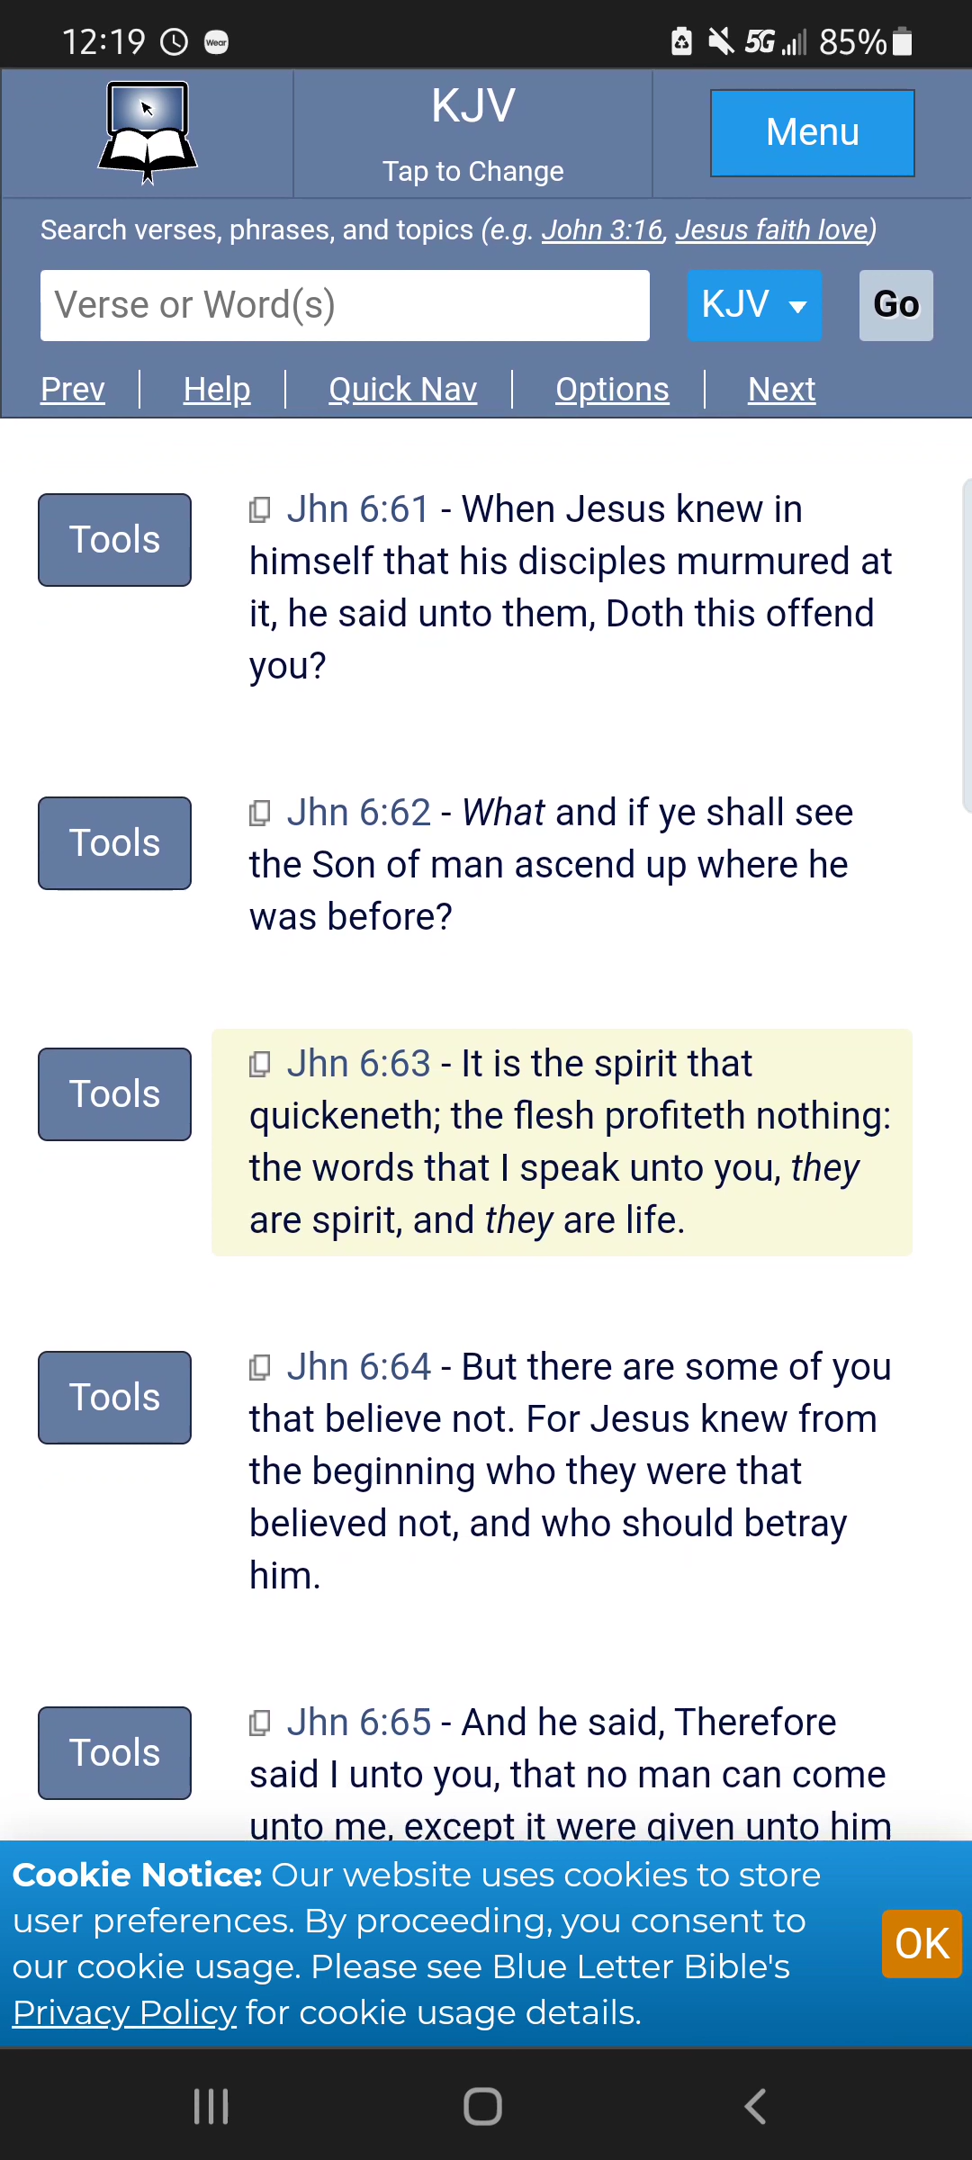 12:19 Wear 5G 85%
KJV
Tap to Change
Menu
Search verses, phrases, and topics (e.g. John 3:16, Jesus faith love)
Verse or Word(s) KJV Go
Prev Help Quick Nav Options Next
Tools
Jhn 6:61 - When Jesus knew in
himself that his disciples murmured at
it, he said unto them, Doth this offend
you?
Tools
Jhn 6:62 - What and if ye shall see
the Son of man ascend up where he
was before?
Tools
Jhn 6:63 - It is the spirit that
quickeneth; the flesh profiteth nothing:
the words that I speak unto you, they
are spirit, and they are life.
Tools
Jhn 6:64 - But there are some of you
that believe not. For Jesus knew from
the beginning who they were that
believed not, and who should betray
him.
Tools
Jhn 6:65 - And he said, Therefore
said I unto you, that no man can come
unto me, except it were given unto him
Cookie Notice: Our website uses cookies to store
user preferences. By proceeding, you consent to
our cookie usage. Please see Blue Letter Bible's
Privacy Policy for cookie usage details.
OK